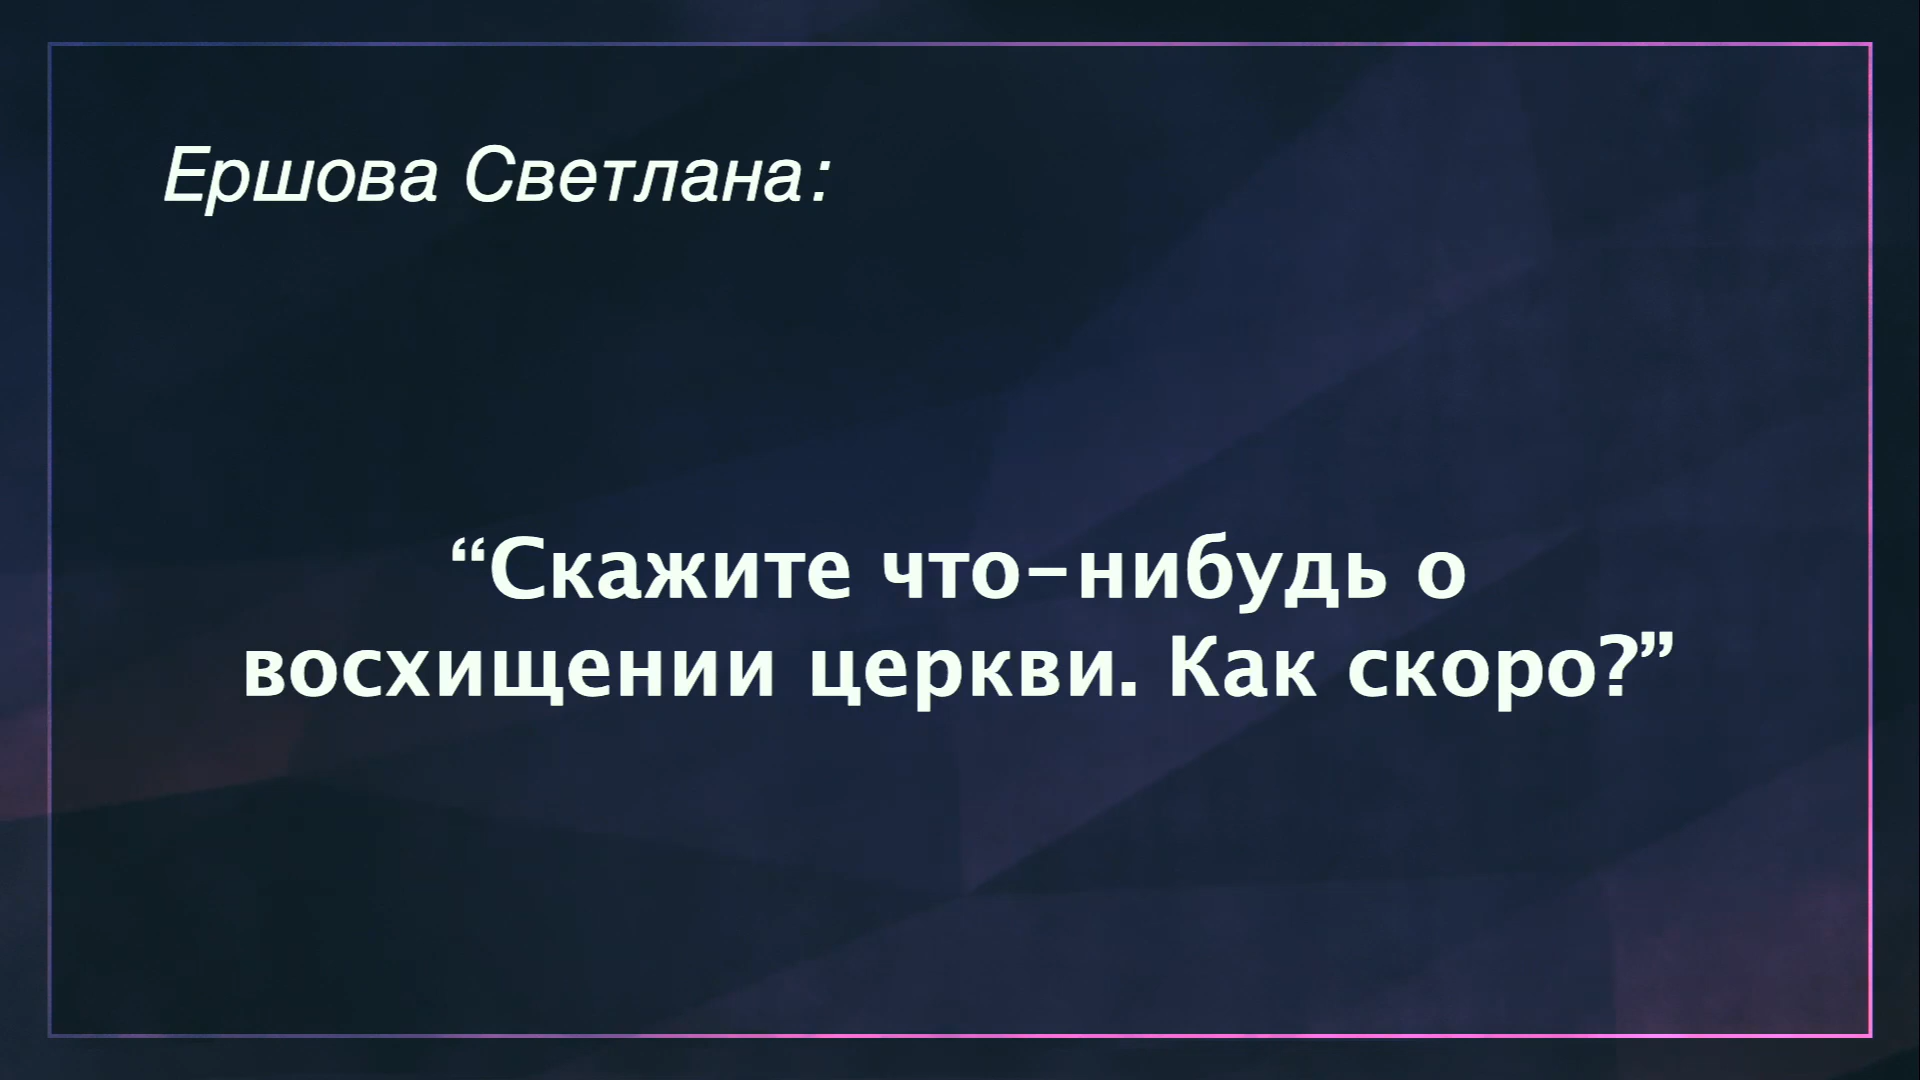 Ершова Светлана:
“Скажите что-нибудь о
восхищении церкви. Как скоро?”